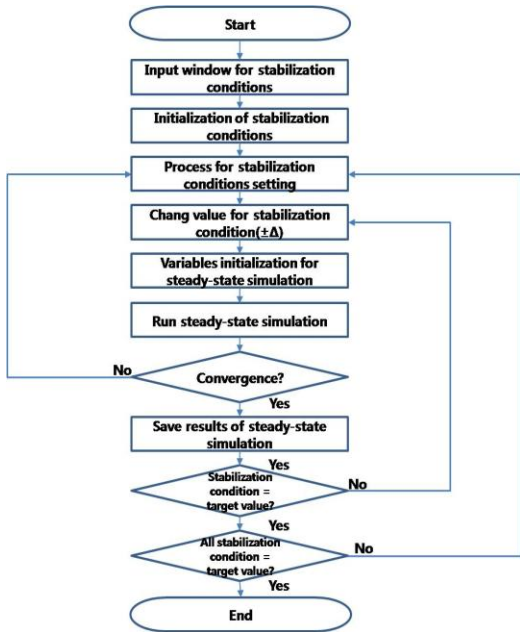 Start
Input window for stabilization
conditions
Initialization of stabilization
conditions
Process for stabilization
conditions setting
Chang value for stabilization
condition(±Δ)
Variables initialization for
steady-state simulation
Run steady-state simulation
No
Convergence?
Yes
Save results of steady-state
simulation
Yes
Stabilization
condition =
target value?
No
Yes
All stabilization
condition =
target value?
No
Yes
End